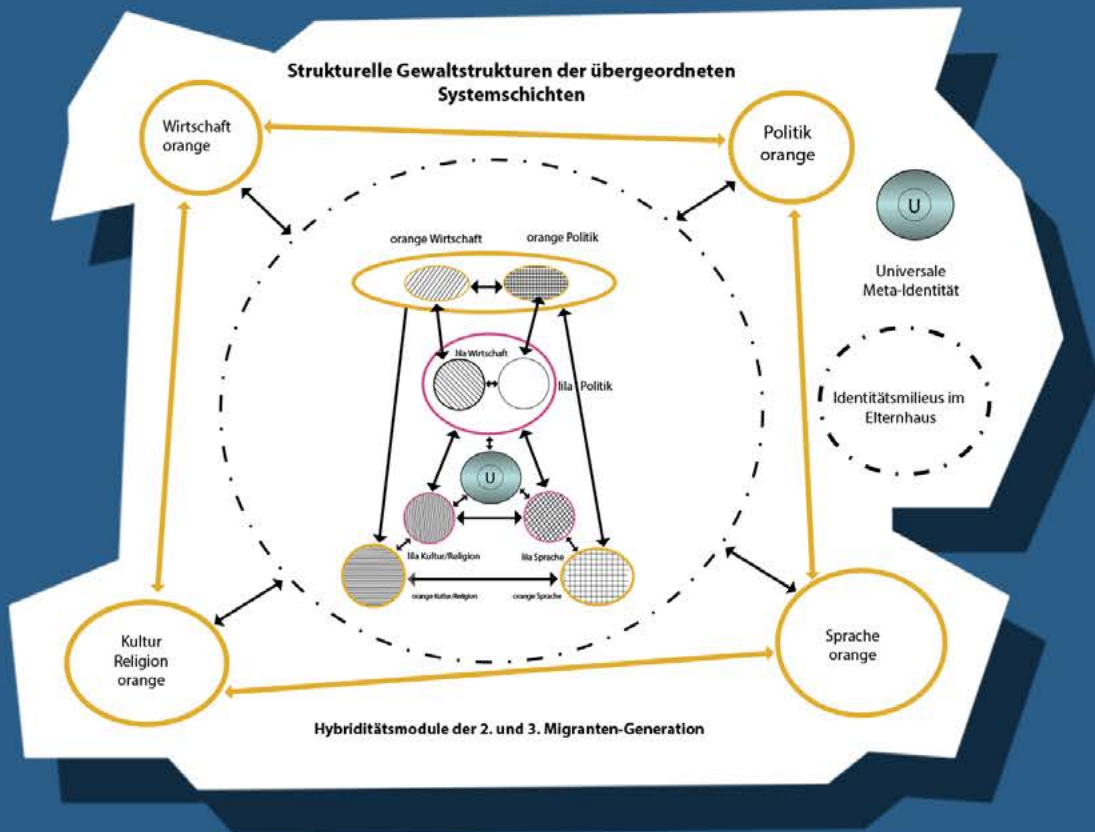 Strukturelle Gewaltstrukturen der übergeordneten
Systemschichten
Wirtschaft
orange
Politik
orange
U
Universale
Meta-Identität
orange Wirtschaft
orange Politik
lila Wirtschaft
lila Politik
Identitätsmilieus im
Elternhaus
U
lila Kultur/Religion
lila Sprache
orange Kultur/Religion
orange Sprache
Kultur
Religion
orange
Sprache
orange
Hybriditätsmodule der 2. und 3. Migranten-Generation